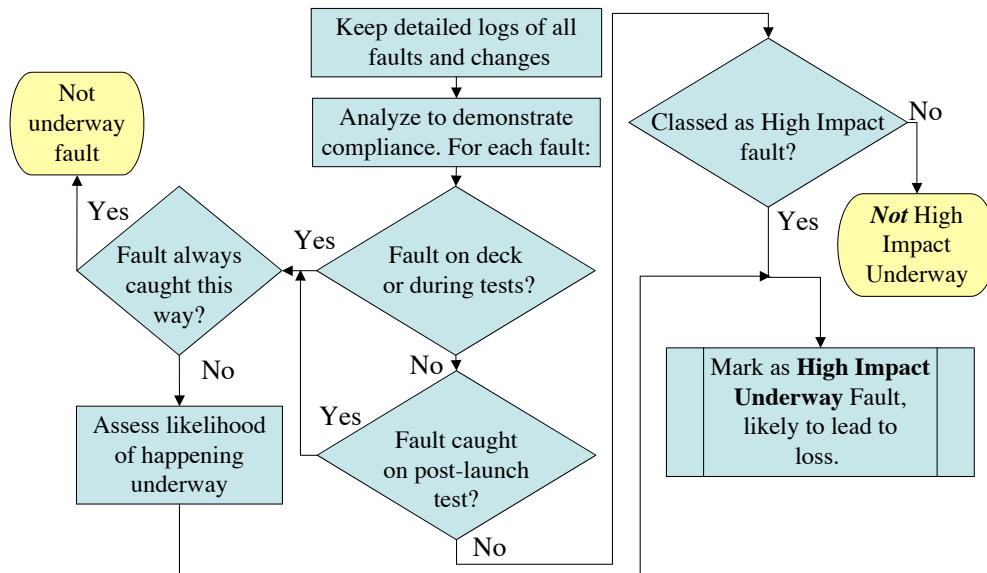 Keep detailed logs of all
faults and changes
Analyze to demonstrate
compliance. For each fault:
Not
underway
fault
Yes
Fault always
caught this
way?
Yes
Fault on deck
or during tests?
No
No
Assess likelihood
of happening
underway
Yes
Fault caught
on post-launch
test?
No
Classed as High Impact
fault?
No
Yes
Not High
Impact
Underway
Mark as High Impact
Underway Fault,
likely to lead to
loss.